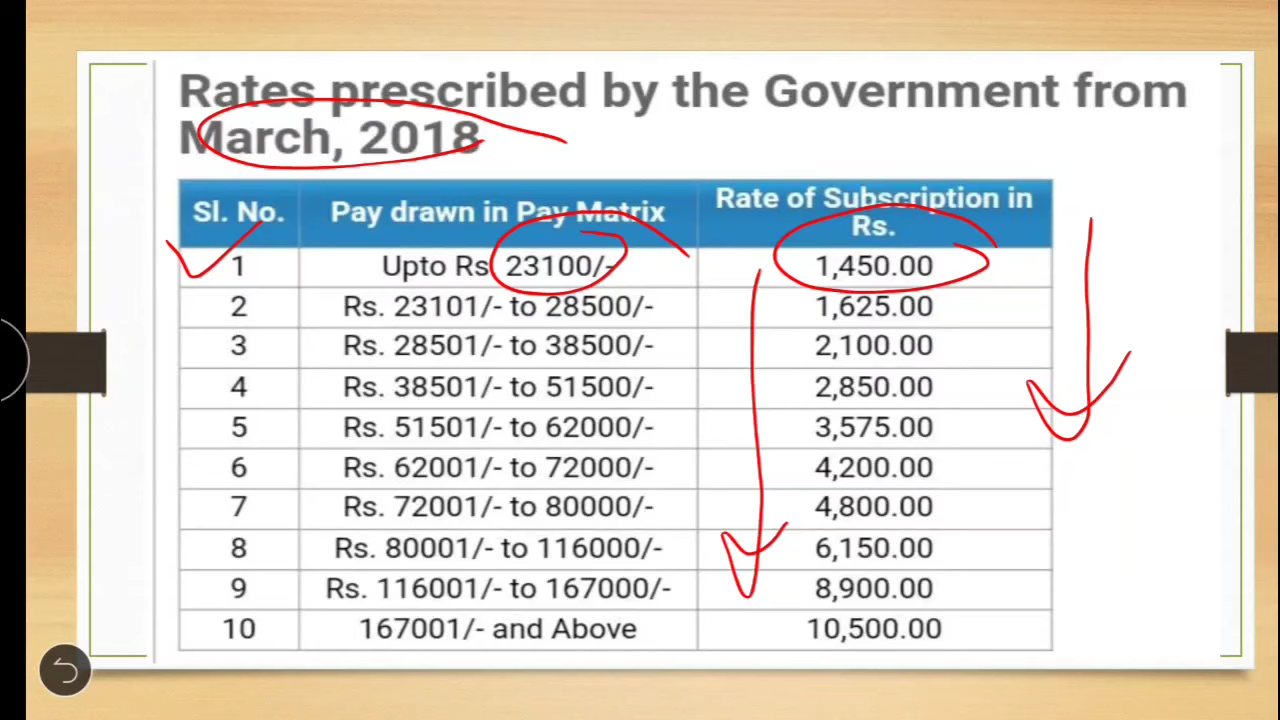 Rates prescribed by the Government from
March, 2018
Sl. No. Pay drawn in Pay Matrix Rate of Subscription in Rs.
1 Upto Rs. 23100/- 1,450.00
2 Rs. 23101/- to 28500/- 1,625.00
3 Rs. 28501/- to 38500/- 2,100.00
4 Rs. 38501/- to 51500/- 2,850.00
5 Rs. 51501/- to 62000/- 3,575.00
6 Rs. 62001/- to 72000/- 4,200.00
7 Rs. 72001/- to 80000/- 4,800.00
8 Rs. 80001/- to 116000/- 6,150.00
9 Rs. 116001/- to 167000/- 8,900.00
10 167001/- and Above 10,500.00